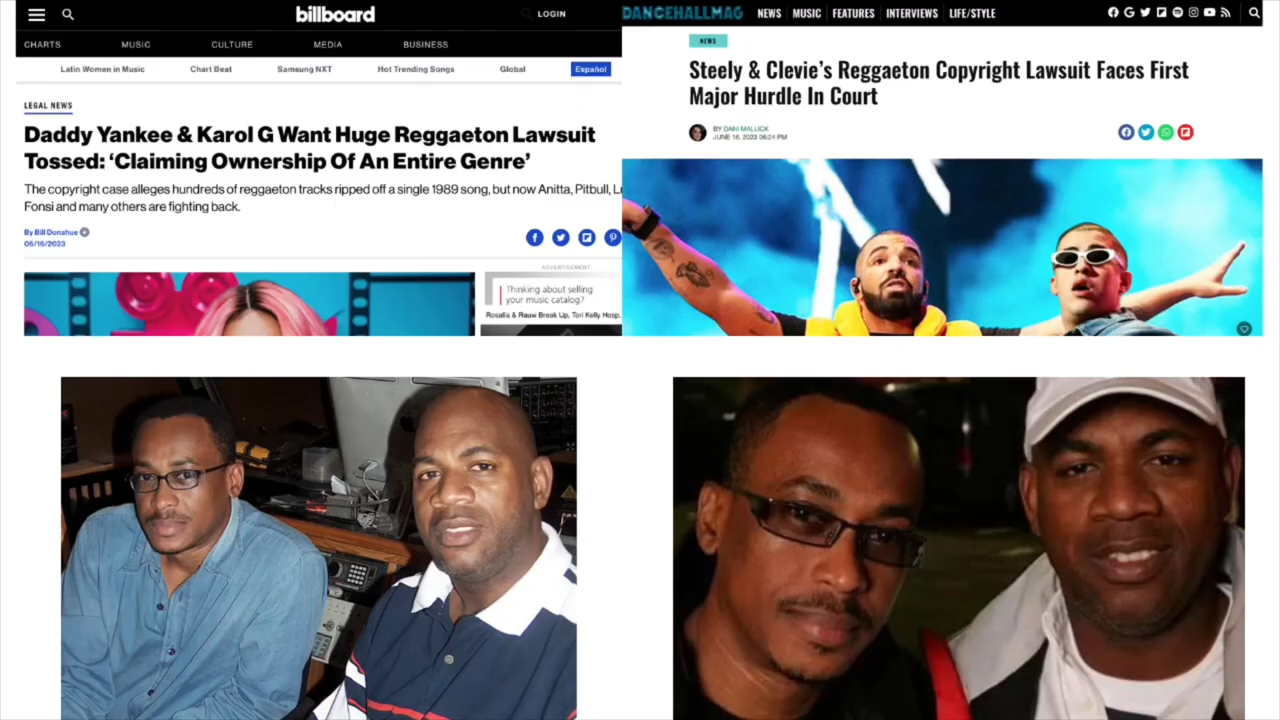 billboard
LOGIN
CHARTS MUSIC CULTURE MEDIA BUSINESS
Latin Women in Music Chart Beat Samsung NXT Hot Trending Songs Global Español
LEGAL NEWS
Daddy Yankee & Karol G Want Huge Reggaeton Lawsuit
Tossed: ‘Claiming Ownership Of An Entire Genre’
The copyright case alleges hundreds of reggaeton tracks ripped off a single 1989 song, but now Anitta, Pitbull,
Fonsi and many others are fighting back.
By Bill Donahue
06/16/2023
ADVERTISEMENT
Thinking about selling
your music catalog?
Rosalía & Rauw Break Up, Tori Kelly Hosp.
DANCEHALLMAG
NEWS MUSIC FEATURES INTERVIEWS LIFE/STYLE
NEWS
Steely & Clevie’s Reggaeton Copyright Lawsuit Faces First
Major Hurdle In Court
BY DANI MALLICK
JUNE 16, 2023 06:24 PM